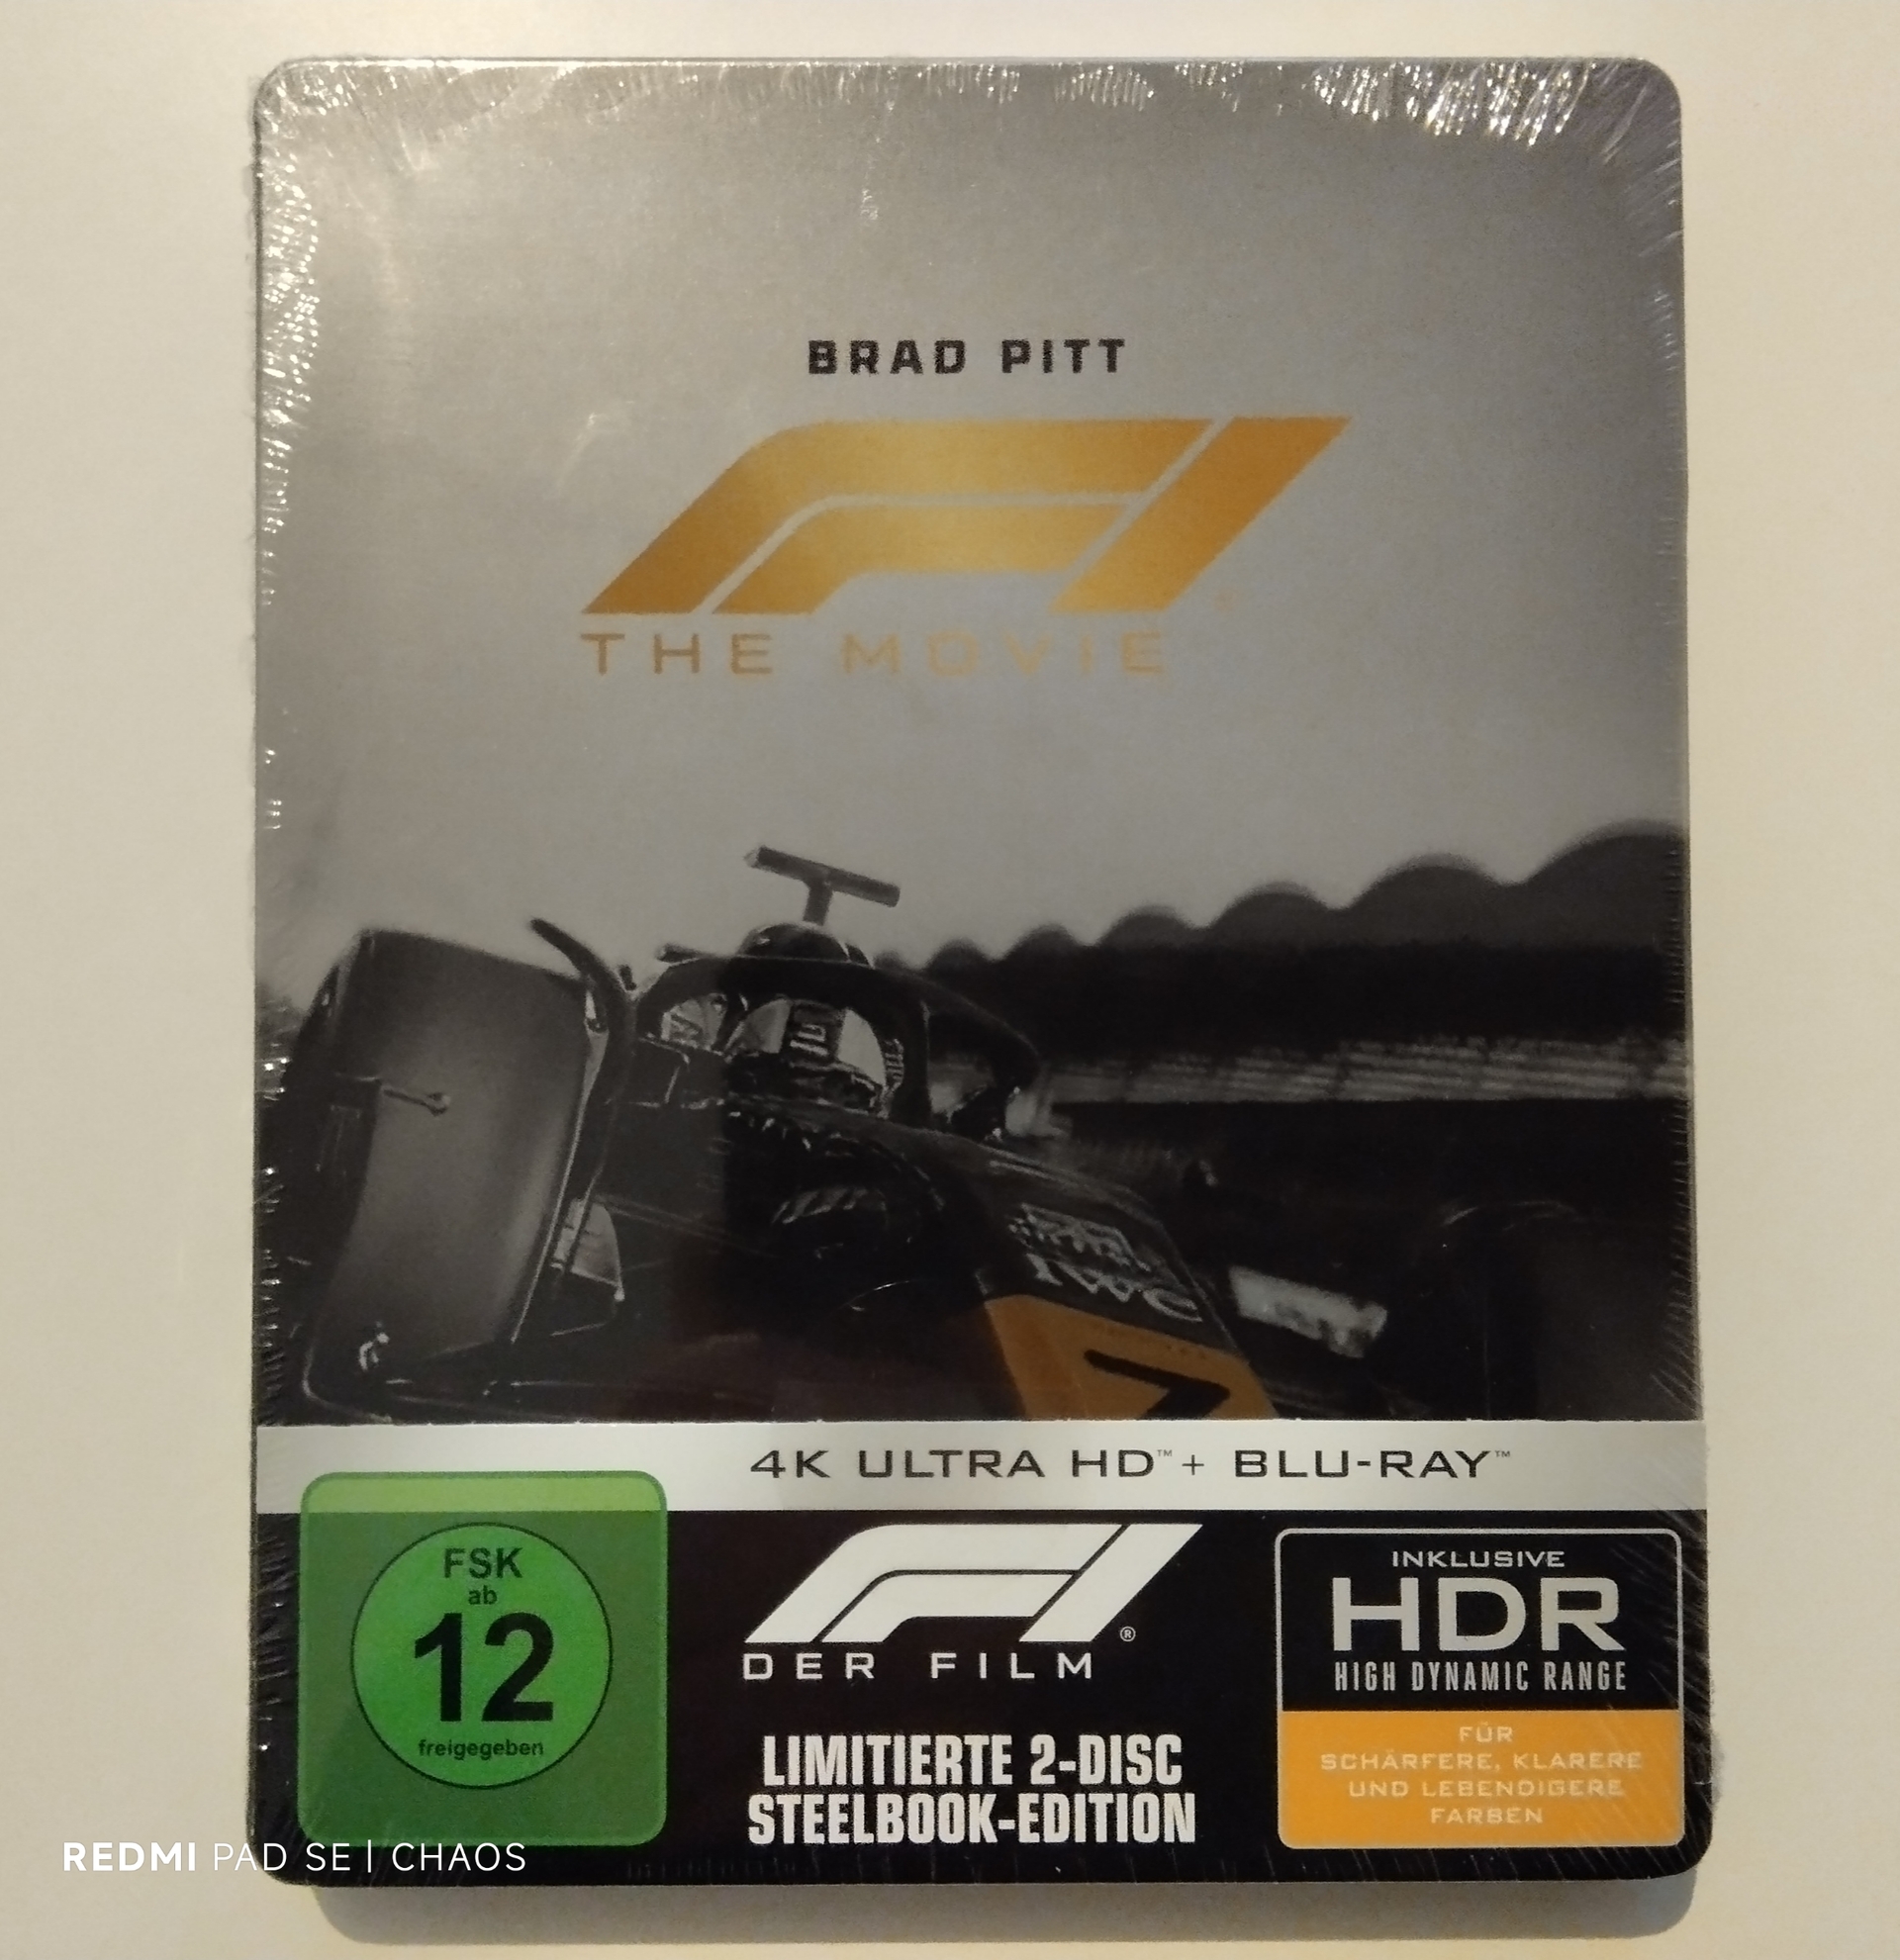 BRAD PITT
F1
THE MOVIE
IWC
4K ULTRA HD™ + BLU-RAY™
FSK
ab
12
freigegeben
F1®
DER FILM
LIMITIERTE 2-DISC
STEELBOOK-EDITION
INKLUSIVE
HDR
HIGH DYNAMIC RANGE
FÜR
SCHÄRFERE, KLARERE
UND LEBENDIGERE
FARBEN
REDMI PAD SE | CHAOS